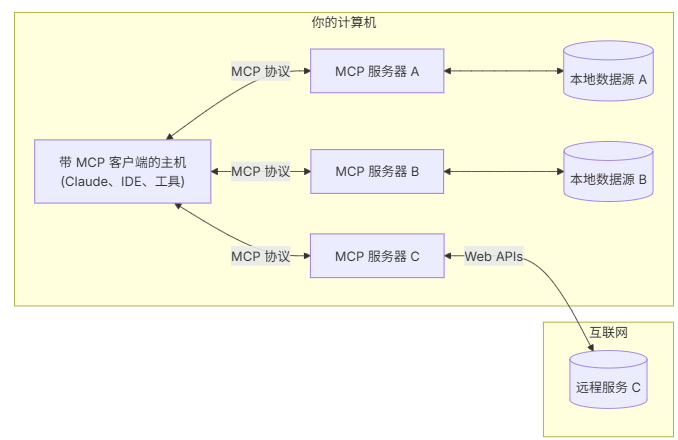 你的计算机
MCP 协议
MCP 服务器 A
本地数据源 A
带 MCP 客户端的主机
(Claude、IDE、工具)
MCP 协议
MCP 服务器 B
本地数据源 B
MCP 协议
MCP 服务器 C
Web APIs
互联网
远程服务 C